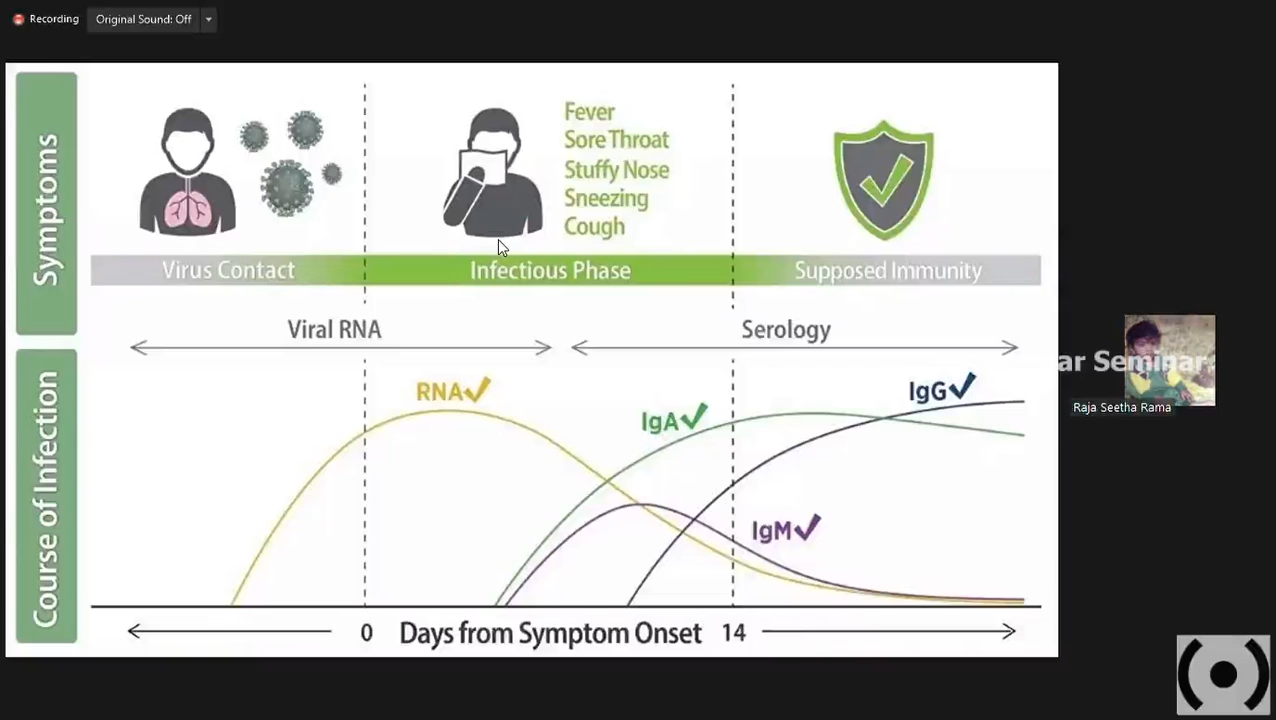 Recording
Original Sound: Off
Symptoms
Fever
Sore Throat
Stuffy Nose
Sneezing
Cough
Virus Contact
Infectious Phase
Supposed Immunity
Viral RNA
Serology
Course of Infection
RNA
IgA
IgG
IgM
ar Seminar
Raja Seetha Rama
0
Days from Symptom Onset
14